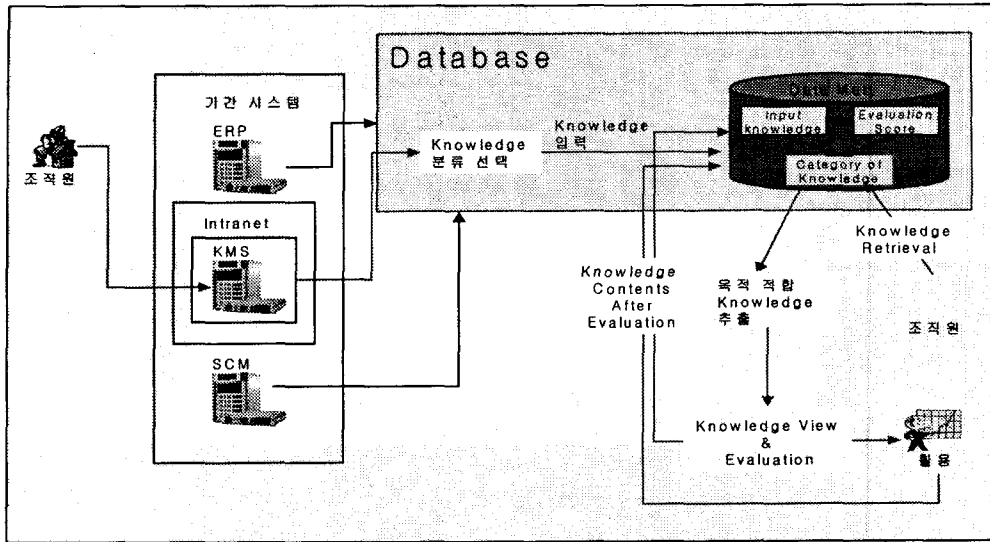 Database
기간 시스템
ERP
조직원
Intranet
KMS
SCM
Knowledge
분류 선택
Knowledge
입력
Data Mart
Input
knowledge
Evaluation
Score
Category of
Knowledge
Knowledge
Retrieval
Knowledge
Contents
After
Evaluation
목적 적합
Knowledge
추출
조직원
Knowledge View
&
Evaluation
활용